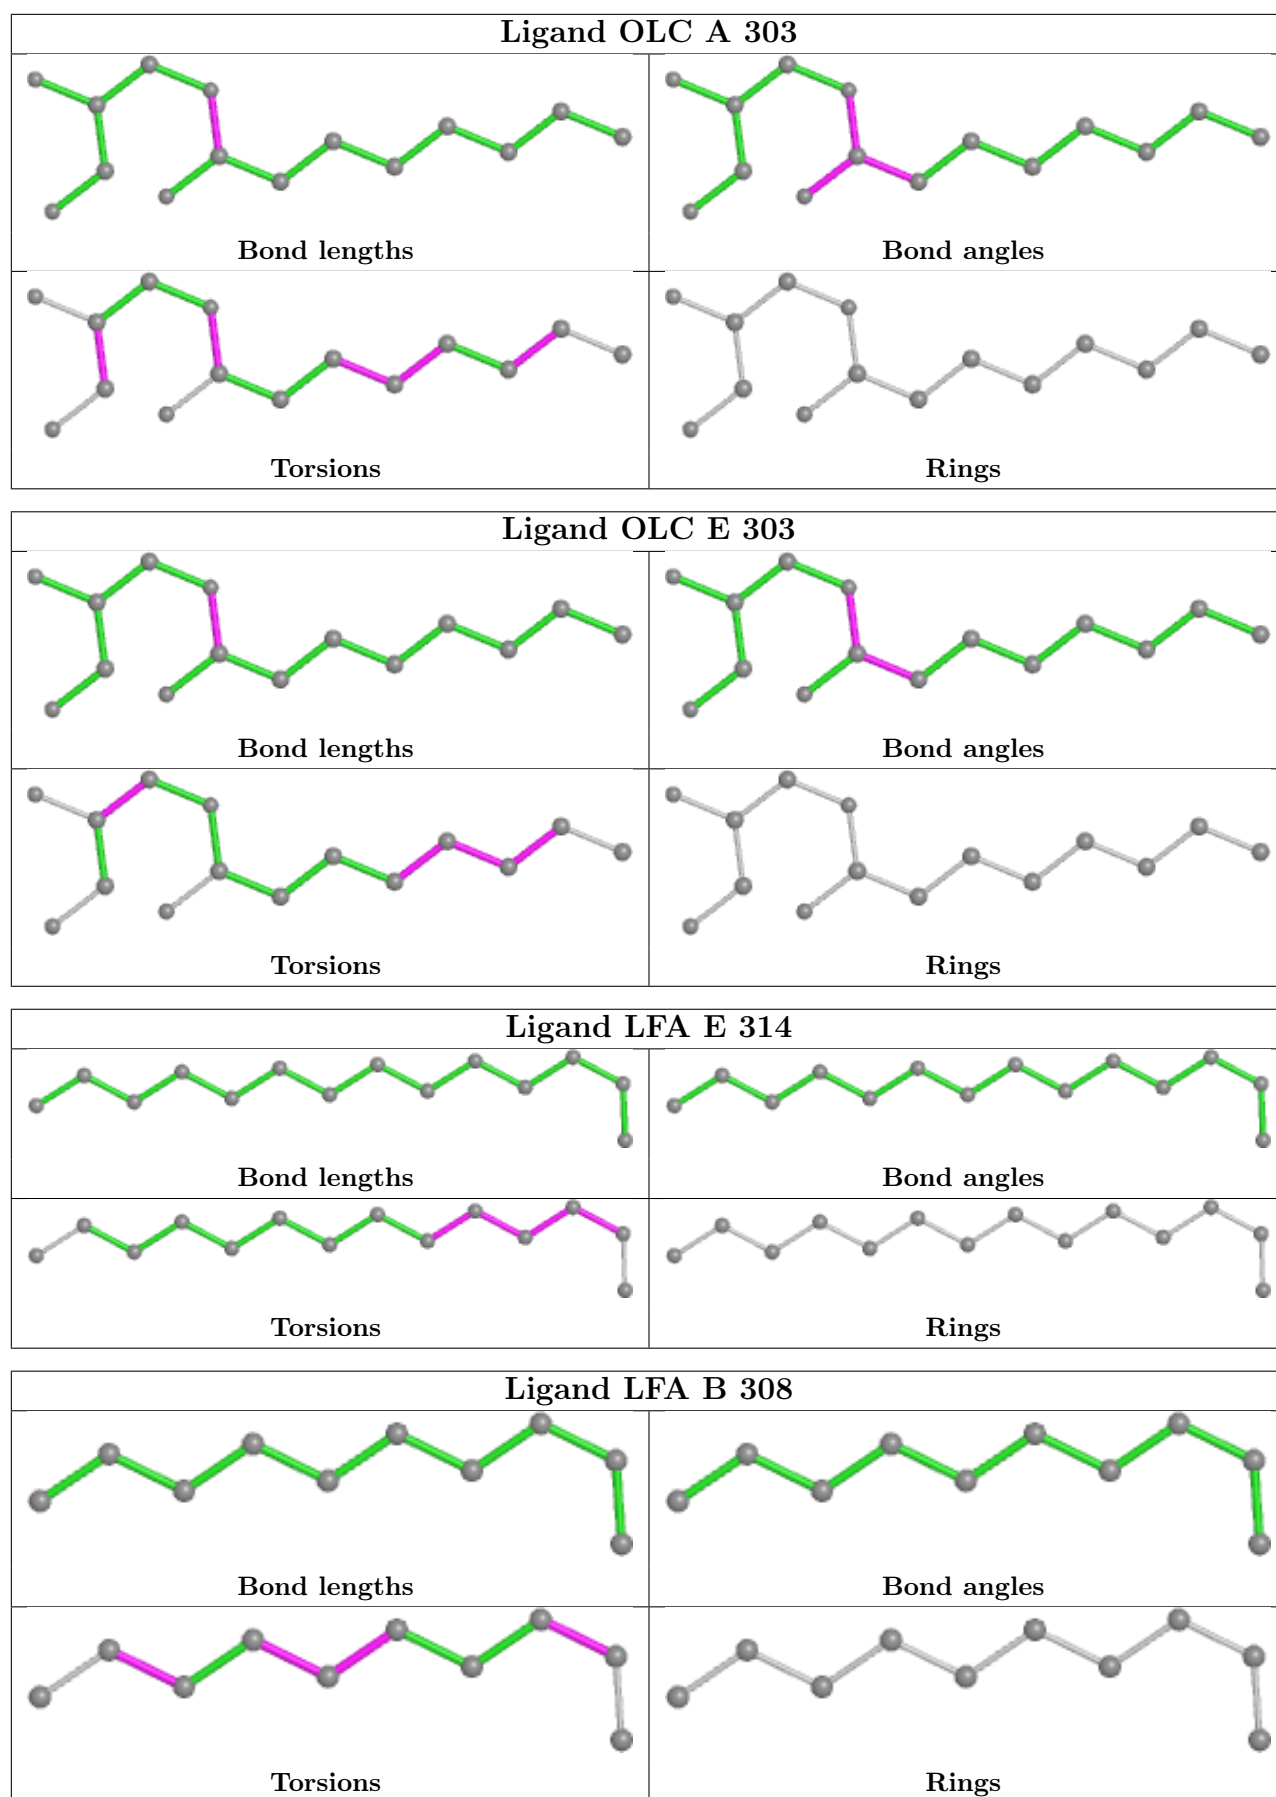 Ligand OLC A 303
Bond lengths
Bond angles
Torsions
Rings
Ligand OLC E 303
Bond lengths
Bond angles
Torsions
Rings
Ligand LFA E 314
Bond lengths
Bond angles
Torsions
Rings
Ligand LFA B 308
Bond lengths
Bond angles
Torsions
Rings